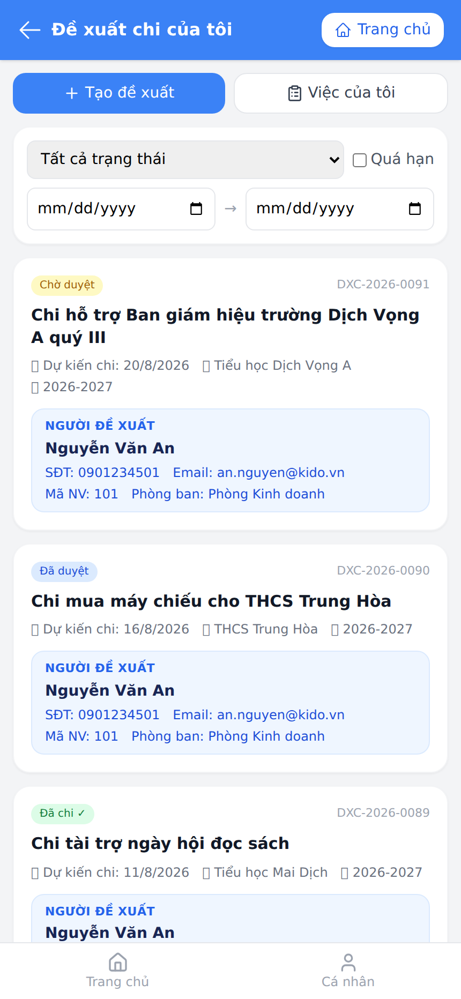 Đề xuất chi của tôi
Trang chủ
+ Tạo đề xuất
Việc của tôi
Tất cả trạng thái
Quá hạn
mm/dd/yyyy → mm/dd/yyyy
Chờ duyệt
DXC-2026-0091
Chi hỗ trợ Ban giám hiệu trường Dịch Vọng
A quý III
Dự kiến chi: 20/8/2026 Tiểu học Dịch Vọng A
2026-2027
NGƯỜI ĐỀ XUẤT
Nguyễn Văn An
SĐT: 0901234501 Email: an.nguyen@kido.vn
Mã NV: 101 Phòng ban: Phòng Kinh doanh
Đã duyệt
DXC-2026-0090
Chi mua máy chiếu cho THCS Trung Hòa
Dự kiến chi: 16/8/2026 THCS Trung Hòa 2026-2027
NGƯỜI ĐỀ XUẤT
Nguyễn Văn An
SĐT: 0901234501 Email: an.nguyen@kido.vn
Mã NV: 101 Phòng ban: Phòng Kinh doanh
Đã chi ✓
DXC-2026-0089
Chi tài trợ ngày hội đọc sách
Dự kiến chi: 11/8/2026 Tiểu học Mai Dịch 2026-2027
NGƯỜI ĐỀ XUẤT
Nguyễn Văn An
Trang chủ
Cá nhân